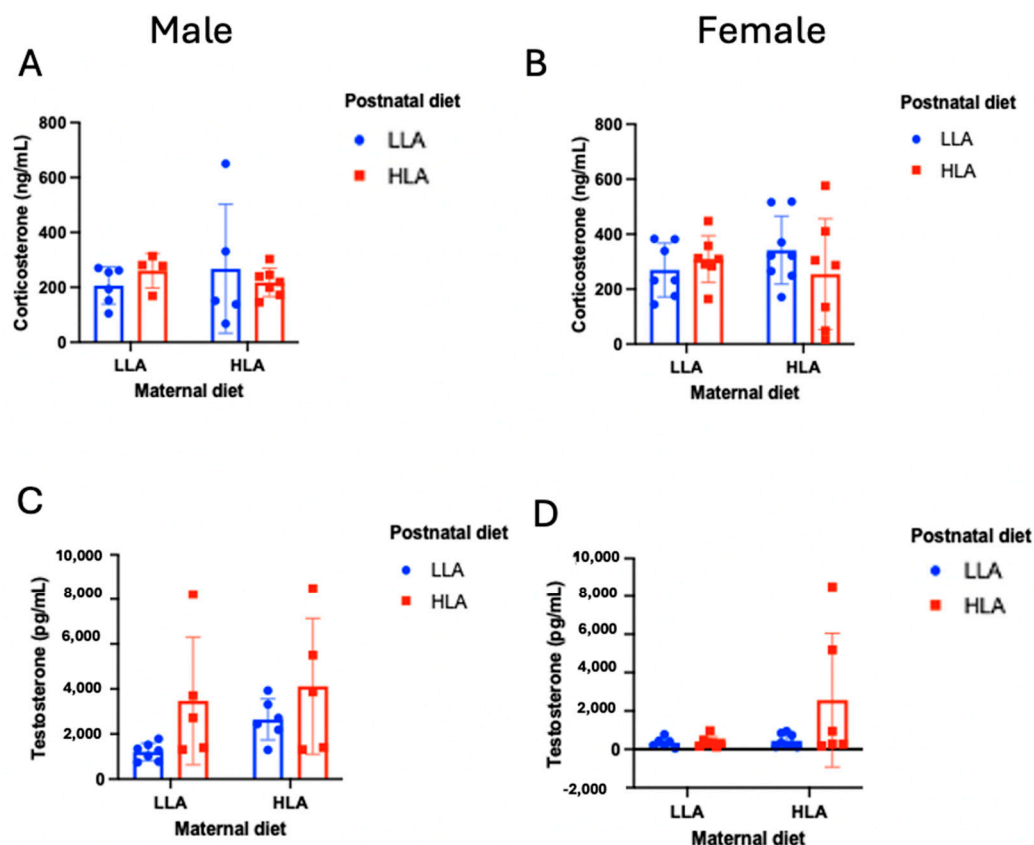 Male
Female
A
Postnatal diet
LLA
HLA
Corticosterone (ng/mL)
800
600
400
200
0
LLA
HLA
Maternal diet
B
Postnatal diet
LLA
HLA
Corticosterone (ng/mL)
800
600
400
200
0
LLA
HLA
Maternal diet
C
Postnatal diet
LLA
HLA
Testosterone (pg/mL)
10,000
8,000
6,000
4,000
2,000
0
LLA
HLA
Maternal diet
D
Postnatal diet
LLA
HLA
Testosterone (pg/mL)
10,000
8,000
6,000
4,000
2,000
0
-2,000
LLA
HLA
Maternal diet